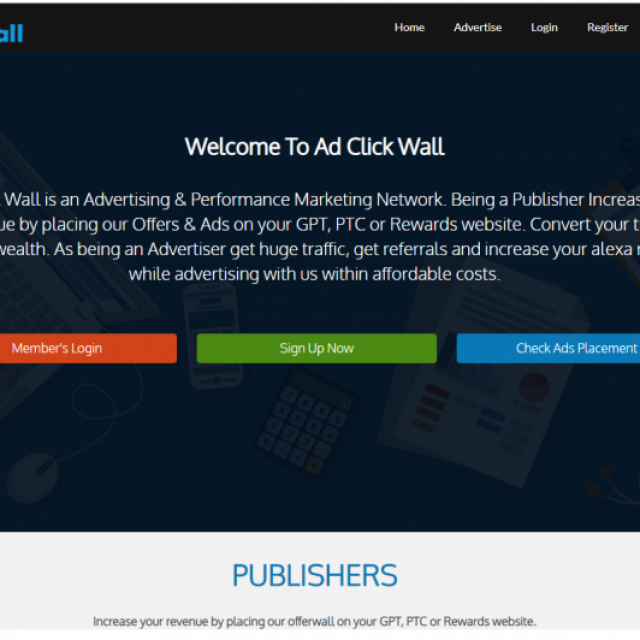 all
Home Advertise Login Register
Welcome To Ad Click Wall
Wall is an Advertising & Performance Marketing Network. Being a Publisher Increas
ue by placing our Offers & Ads on your GPT, PTC or Rewards website. Convert your t
wealth. As being an Advertiser get huge traffic, get referrals and increase your alexa
while advertising with us within affordable costs.
Member's Login Sign Up Now Check Ads Placement
PUBLISHERS
Increase your revenue by placing our offerwall on your GPT, PTC or Rewards website.